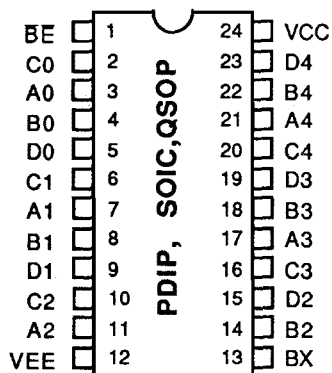 B̅E̅ 1 24 VCC
C0 2 23 D4
A0 3 22 B4
B0 4 21 A4
D0 5 20 C4
C1 6 19 D3
A1 7 18 B3
B1 8 17 A3
D1 9 16 C3
C2 10 15 D2
A2 11 14 B2
VEE 12 13 BX
PDIP, SOIC,QSOP